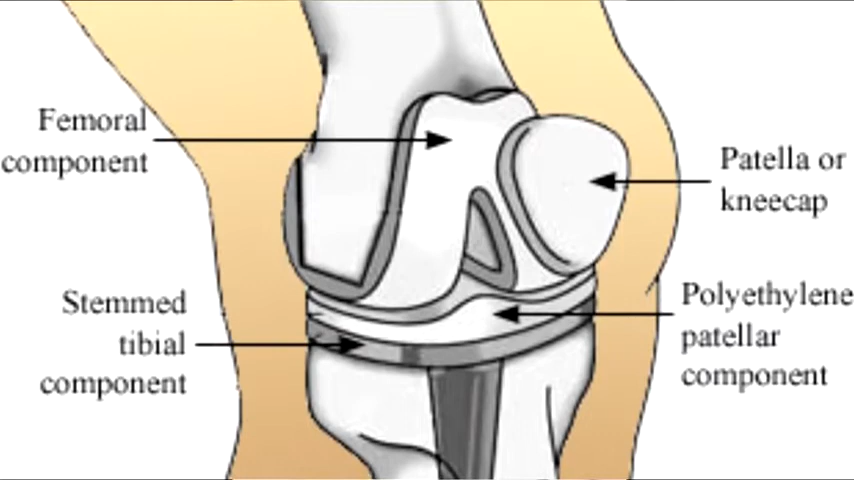 Femoral
component
Patella or
kneecap
Stemmed
tibial
component
Polyethylene
patellar
component